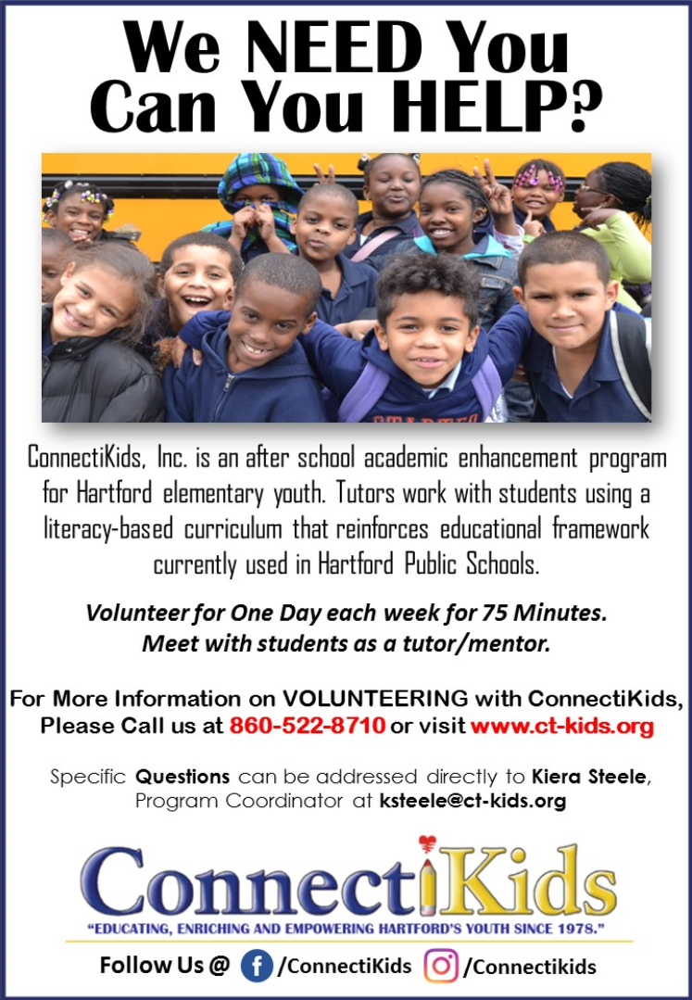 We NEED You
Can You HELP?
ConnectiKids, Inc. is an after school academic enhancement program
for Hartford elementary youth. Tutors work with students using a
literacy-based curriculum that reinforces educational framework
currently used in Hartford Public Schools.
Volunteer for One Day each week for 75 Minutes.
Meet with students as a tutor/mentor.
For More Information on VOLUNTEERING with ConnectiKids,
Please Call us at 860-522-8710 or visit www.ct-kids.org
Specific Questions can be addressed directly to Kiera Steele,
Program Coordinator at ksteele@ct-kids.org
ConnectiKids
"EDUCATING, ENRICHING AND EMPOWERING HARTFORD'S YOUTH SINCE 1978."
Follow Us @ /ConnectiKids /Connectikids